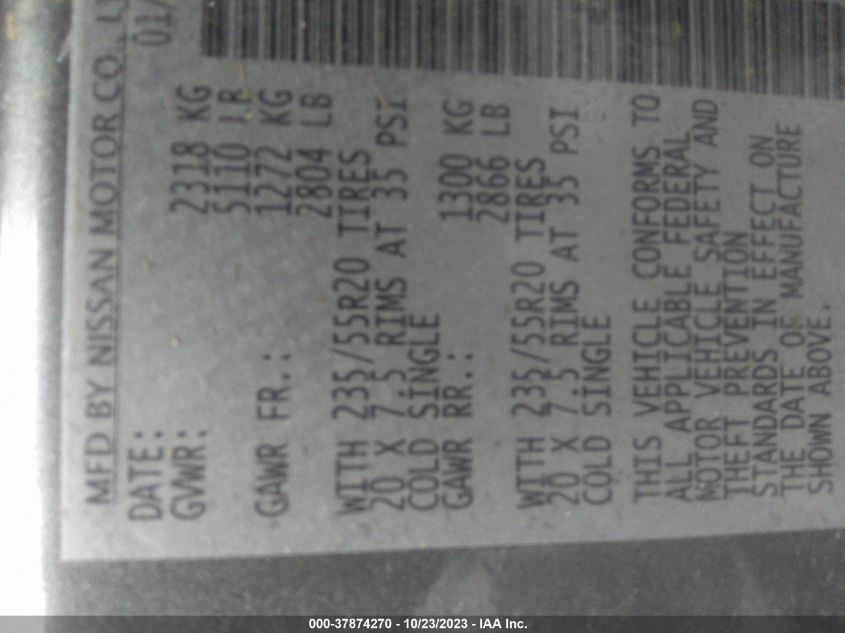 MFD BY NISSAN MOTOR CO.,
DATE: 01/
GVWR: 2318 KG
5110 LB
GAWR FR.: 1272 KG
2804 LB
WITH 235/55R20 TIRES
20 X 7.5 RIMS AT 35 PSI
COLD SINGLE
GAWR RR.: 1300 KG
2866 LB
WITH 235/55R20 TIRES
20 X 7.5 RIMS AT 35 PSI
COLD SINGLE
THIS VEHICLE CONFORMS TO
ALL APPLICABLE FEDERAL
MOTOR VEHICLE SAFETY AND
THEFT PREVENTION
STANDARDS IN EFFECT ON
THE DATE OF MANUFACTURE
SHOWN ABOVE.
000-37874270 - 10/23/2023 - IAA Inc.